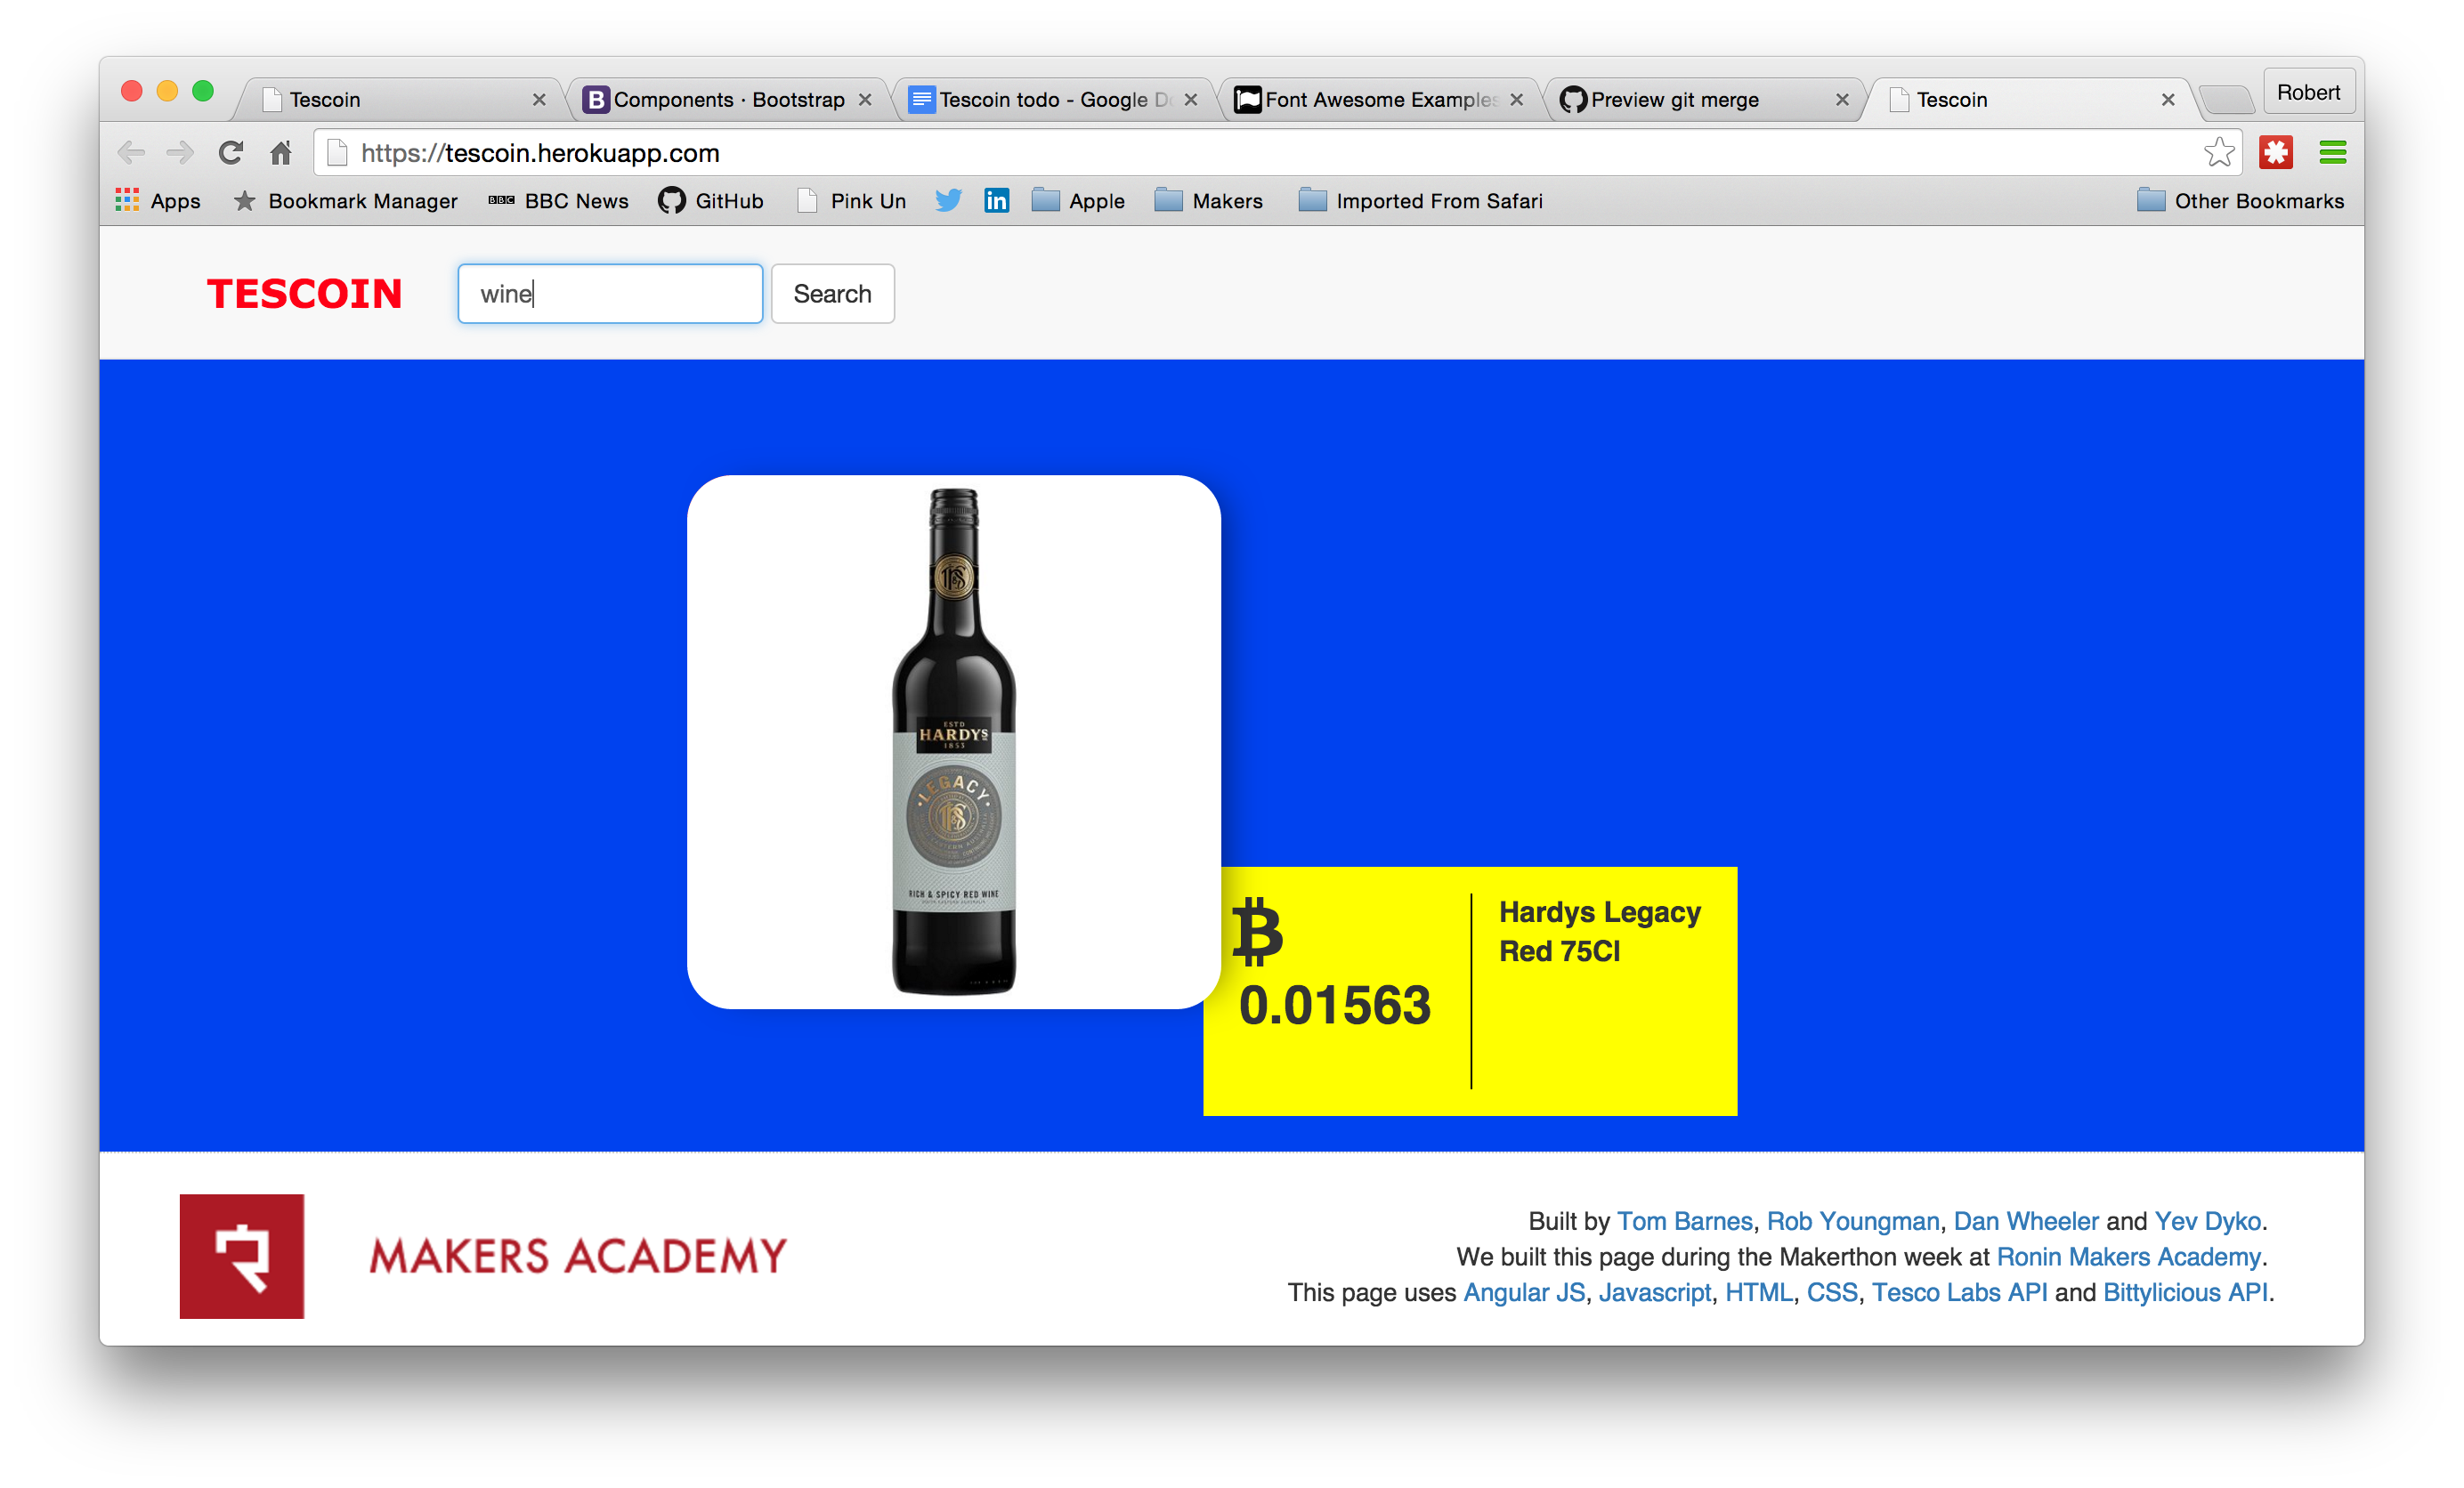 Tescoin
Components · Bootstrap
Tescoin todo - Google Do
Font Awesome Examples
Preview git merge
Tescoin
Robert
https://tescoin.herokuapp.com
Apps
Bookmark Manager
BBC
BBC News
GitHub
Pink Un
in
Apple
Makers
Imported From Safari
Other Bookmarks
TESCOIN
wine
Search
ESTD
HARDYS
1853
LEGACY
RICH & SPICY RED WINE
₿
0.01563
Hardys Legacy
Red 75Cl
MAKERS ACADEMY
Built by Tom Barnes, Rob Youngman, Dan Wheeler and Yev Dyko.
We built this page during the Makerthon week at Ronin Makers Academy.
This page uses Angular JS, Javascript, HTML, CSS, Tesco Labs API and Bittylicious API.